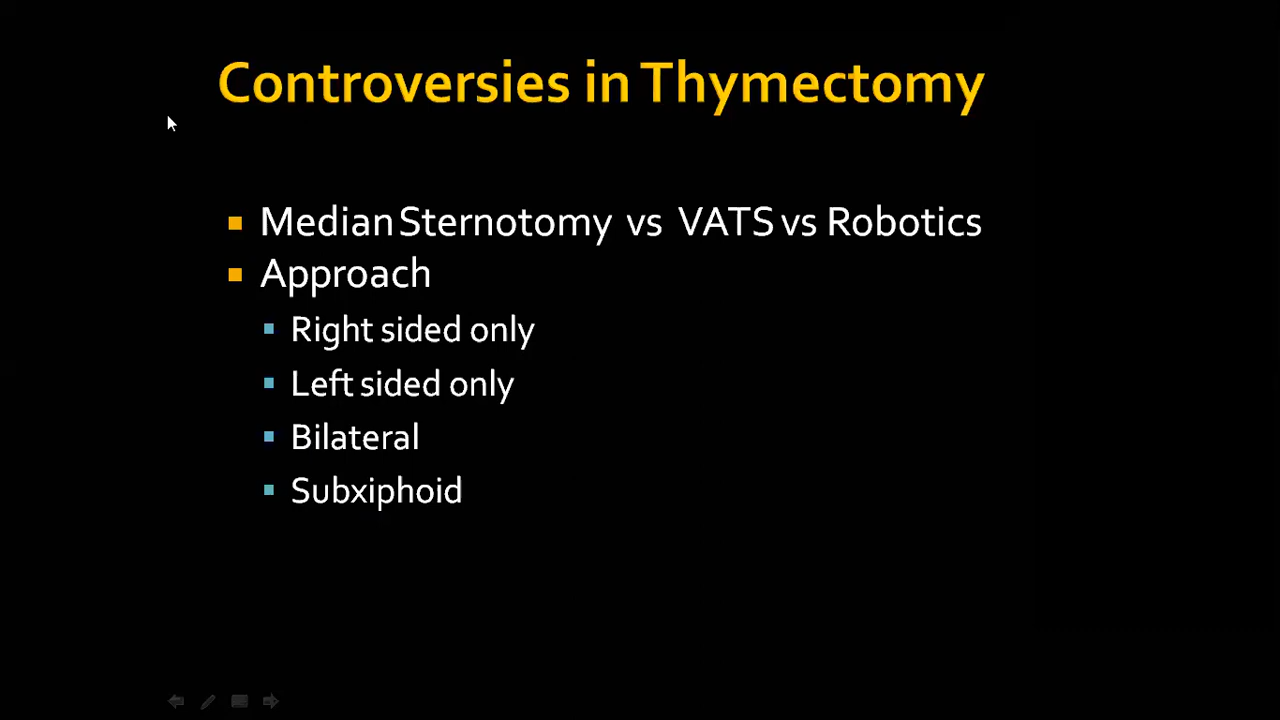 Controversies in Thymectomy
Median Sternotomy vs VATS vs Robotics
Approach
Right sided only
Left sided only
Bilateral
Subxiphoid